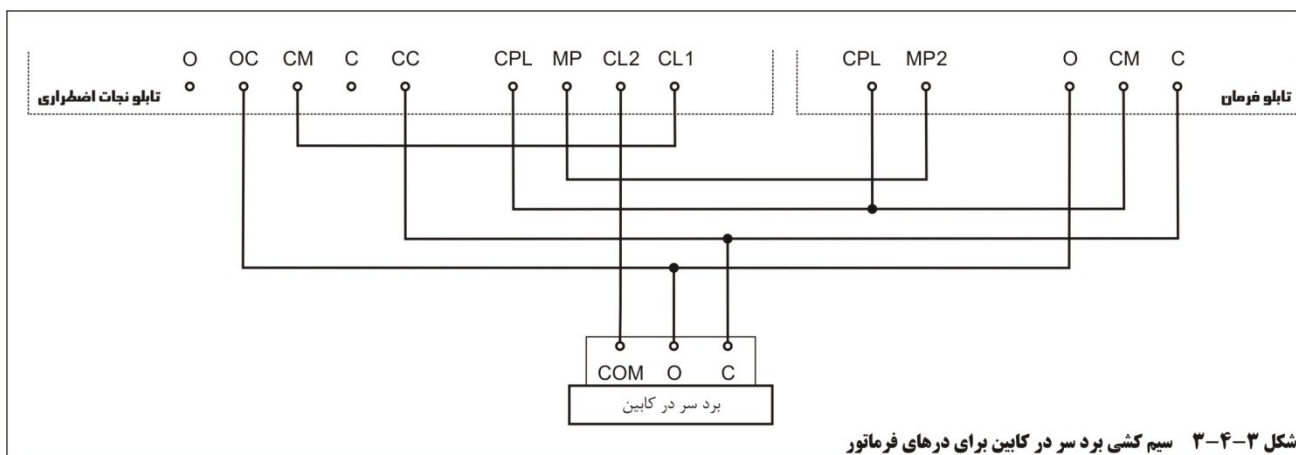 O OC CM C CC CPL MP CL2 CL1
CPL MP2 O CM C
تابلو نجات اضطراری
تابلو فرمان
COM O C
برد سر در کابین
شکل ۳-۴-۳ سیم کشی برد سر در کابین برای درهای فرماتور